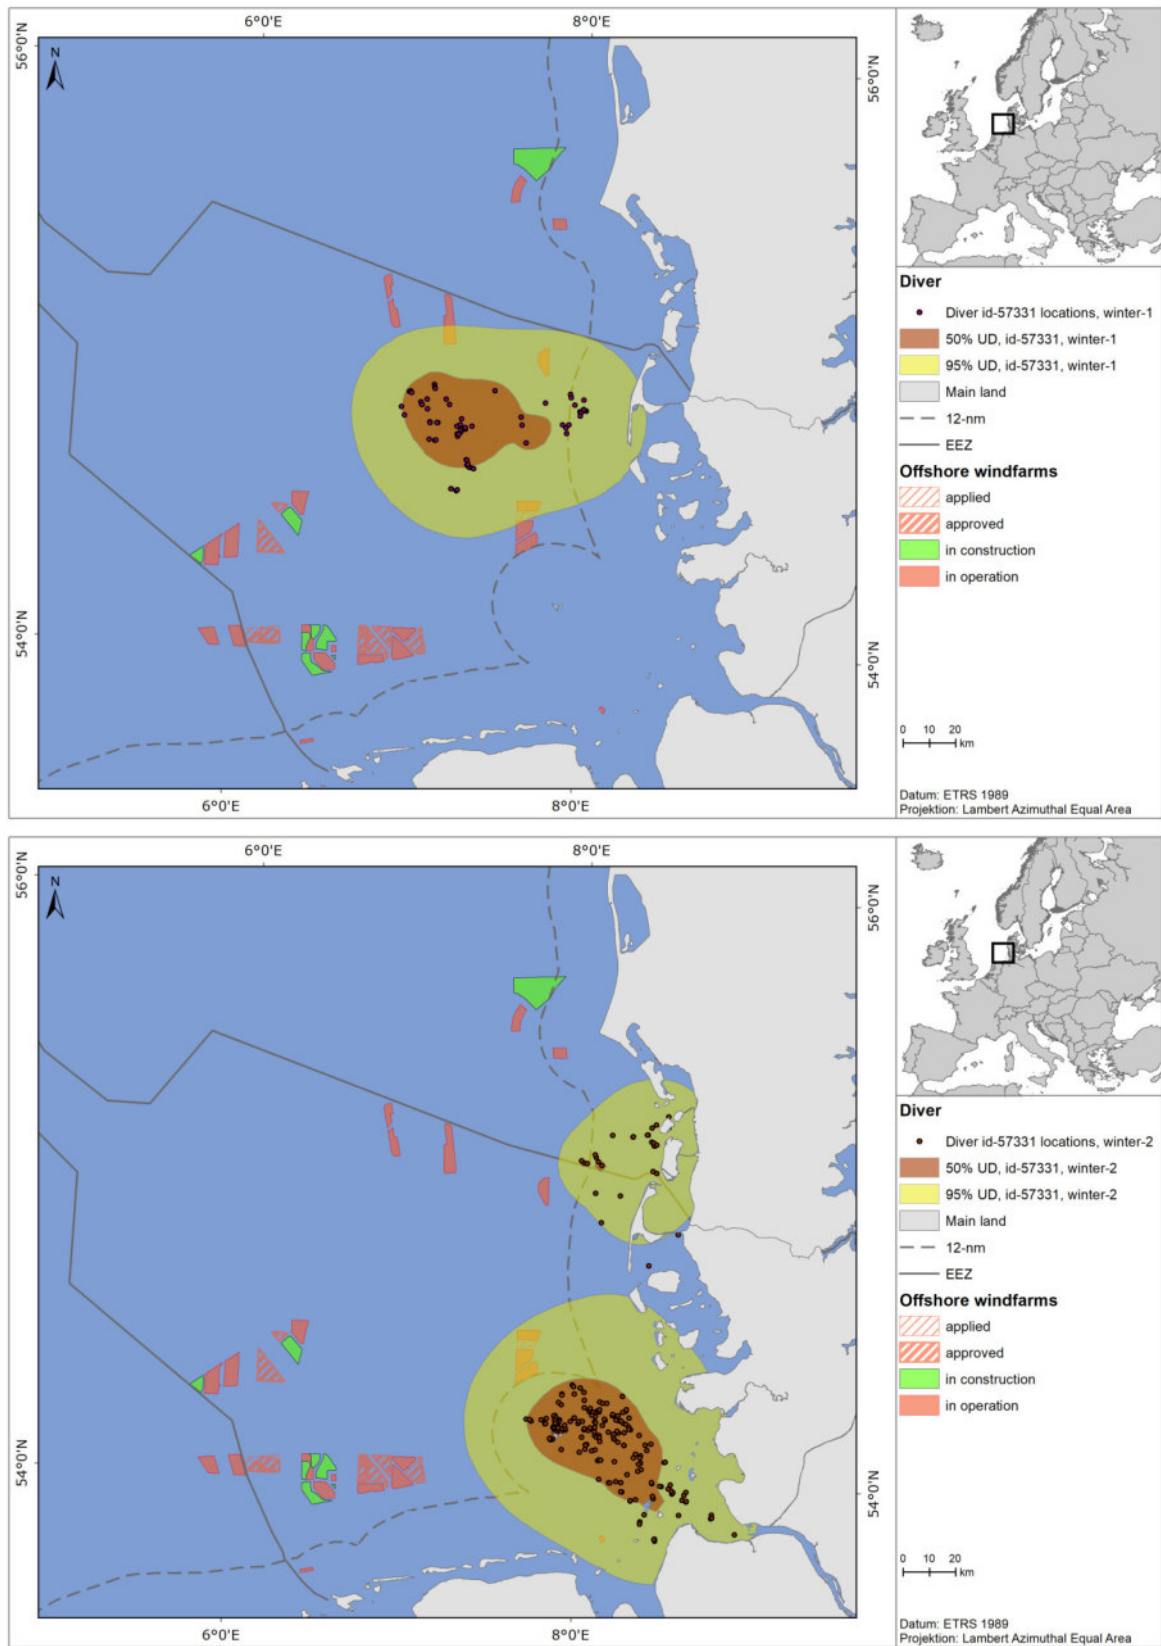 6°0'E
8°0'E
56°0'N
56°0'N
N
54°0'N
54°0'N
6°0'E
8°0'E
Diver
Diver id-57331 locations, winter-1
50% UD, id-57331, winter-1
95% UD, id-57331, winter-1
Main land
12-nm
EEZ
Offshore windfarms
applied
approved
in construction
in operation
0 10 20
km
Datum: ETRS 1989
Projektion: Lambert Azimuthal Equal Area
6°0'E
8°0'E
56°0'N
56°0'N
N
54°0'N
54°0'N
6°0'E
8°0'E
Diver
Diver id-57331 locations, winter-2
50% UD, id-57331, winter-2
95% UD, id-57331, winter-2
Main land
12-nm
EEZ
Offshore windfarms
applied
approved
in construction
in operation
0 10 20
km
Datum: ETRS 1989
Projektion: Lambert Azimuthal Equal Area